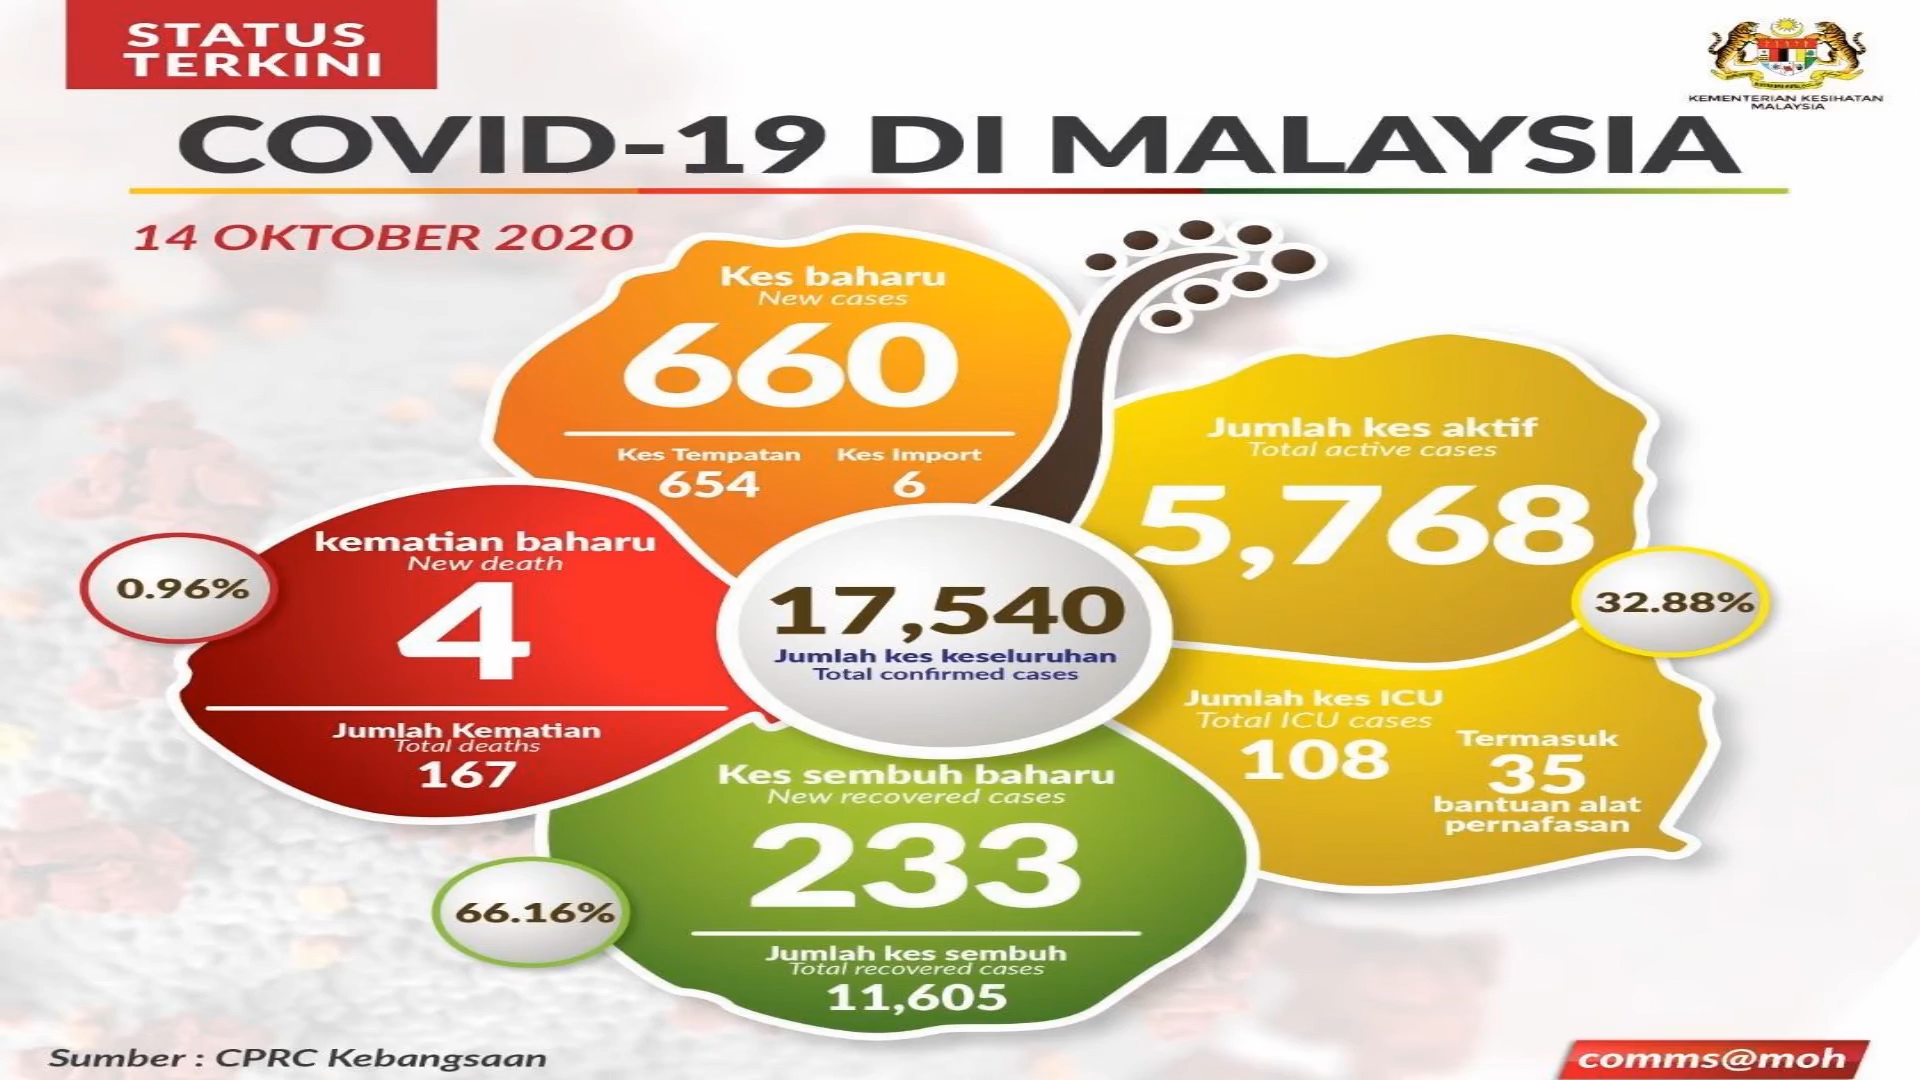 STATUS
TERKINI
KEMENTERIAN KESIHATAN
MALAYSIA
COVID-19 DI MALAYSIA
14 OKTOBER 2020
Kes baharu
New cases
660
Kes Tempatan
654
Kes Import
6
Jumlah kes aktif
Total active cases
5,768
32.88%
kematian baharu
New death
4
0.96%
Jumlah Kematian
Total deaths
167
17,540
Jumlah kes keseluruhan
Total confirmed cases
Jumlah kes ICU
Total ICU cases
108
Termasuk
35
bantuan alat
pernafasan
Kes sembuh baharu
New recovered cases
233
66.16%
Jumlah kes sembuh
Total recovered cases
11,605
Sumber : CPRC Kebangsaan
comms@moh